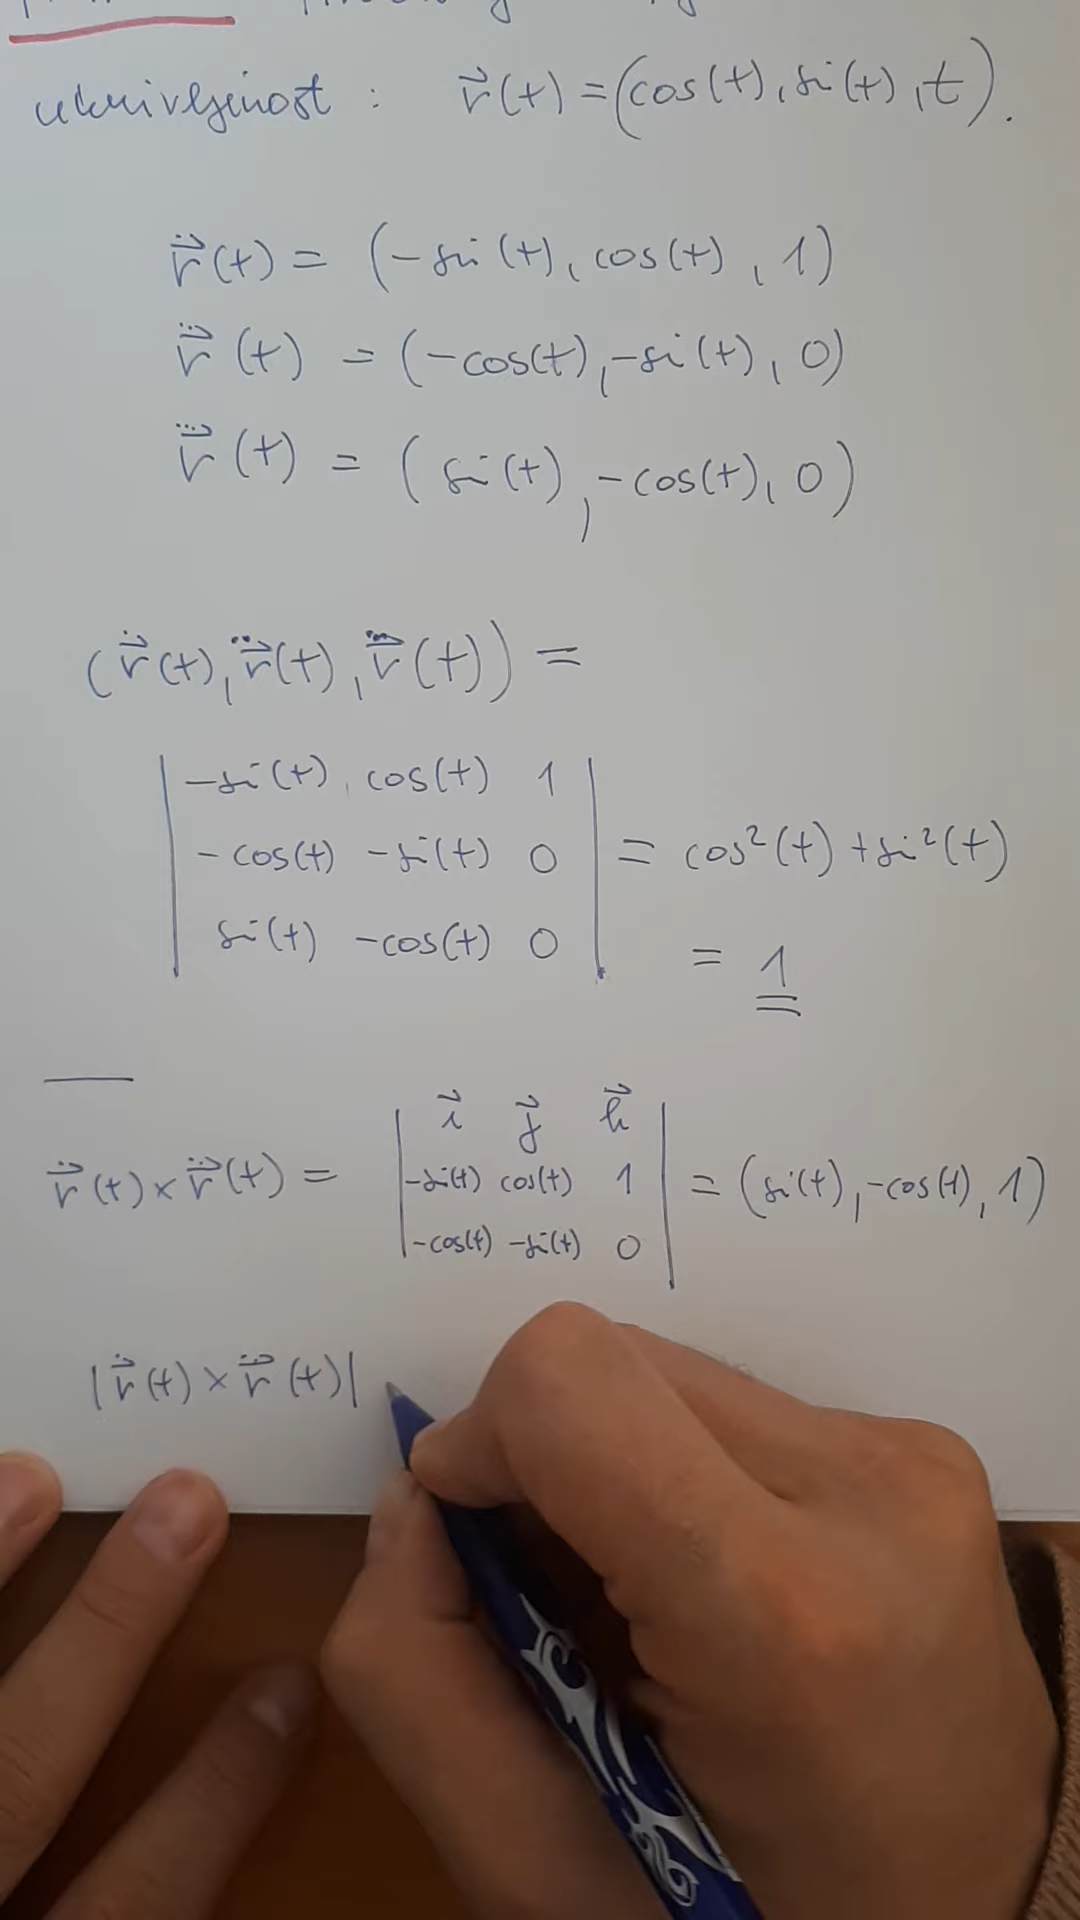 ukrivljenost : r⃗(t) = (cos(t), sin(t), t).
ṙ⃗(t) = (-sin(t), cos(t), 1)
r̈⃗(t) = (-cos(t), -sin(t), 0)
r⃛⃗(t) = (sin(t), -cos(t), 0)
(ṙ⃗(t), r̈⃗(t), r⃛⃗(t)) =
| -sin(t) cos(t) 1 |
| -cos(t) -sin(t) 0 | = cos²(t) + sin²(t)
| sin(t) -cos(t) 0 | = 1
ṙ⃗(t) × r̈⃗(t) = | i⃗ j⃗ k⃗ |
| -sin(t) cos(t) 1 | = (sin(t), -cos(t), 1)
| -cos(t) -sin(t) 0 |
|ṙ⃗(t) × r̈⃗(t)|